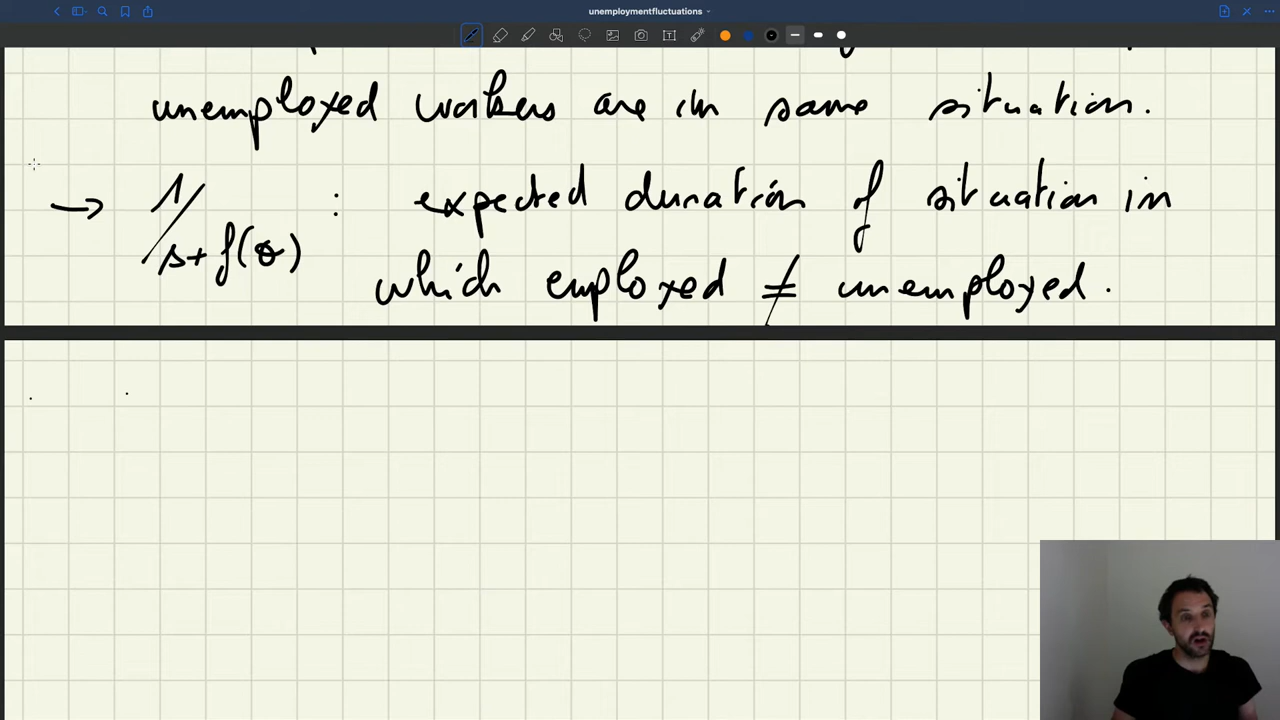 unemploymentfluctuations
unemployed workers are in same situation.
→ 1/s+f(θ) : expected duration of situation in
which employed ≠ unemployed.